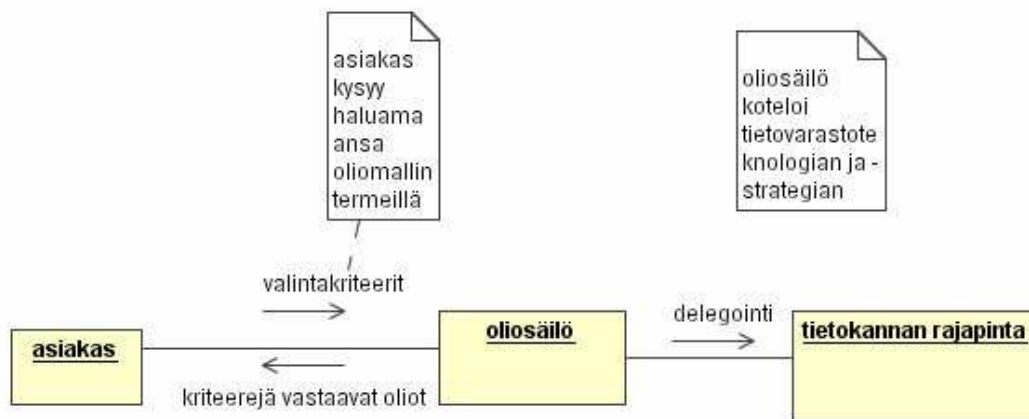 asiakas
kysyy
haluama
ansa
oliomallin
termeillä
oliosäilö
koteloi
tietovarastote
knologian ja -
strategian
valintakriteerit
delegointi
asiakas
oliosäilö
tietokannan rajapinta
kriteerejä vastaavat oliot